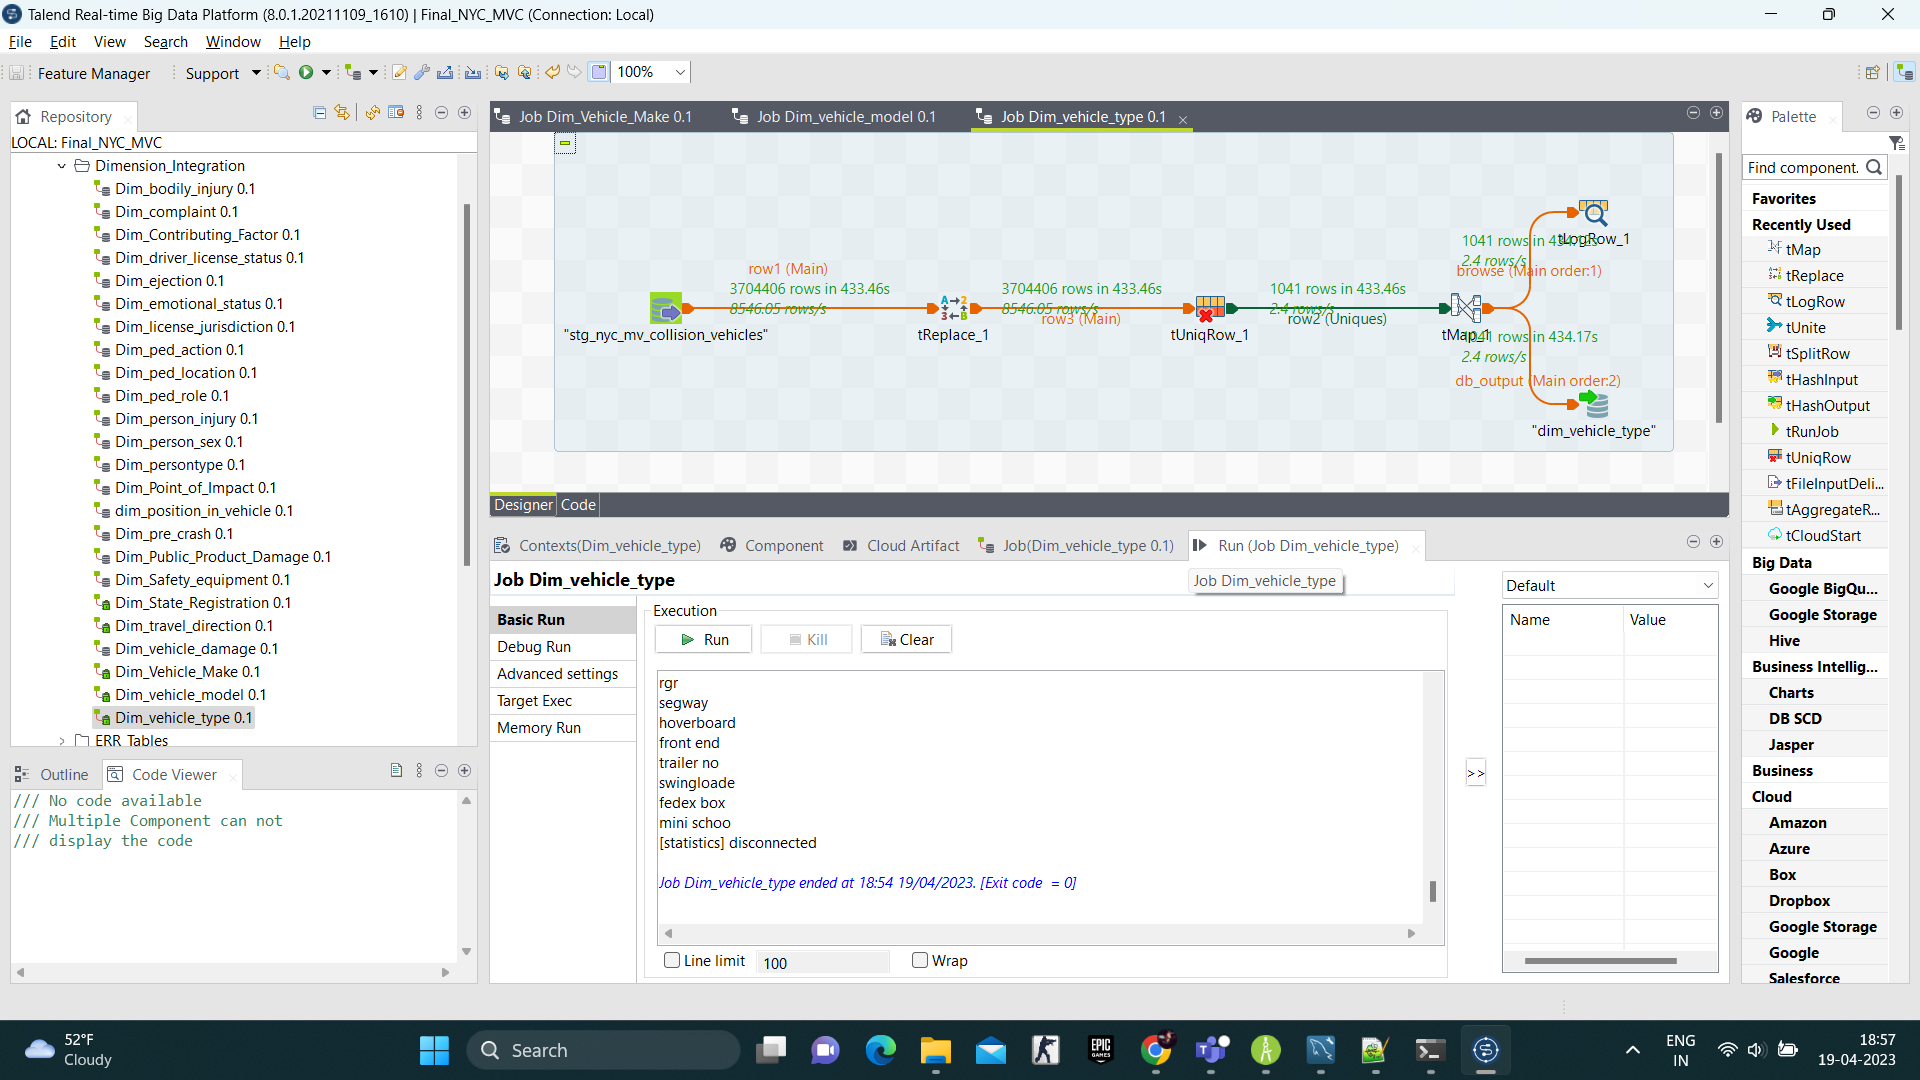 Talend Real-time Big Data Platform (8.0.1.20211109_1610) | Final_NYC_MVC (Connection: Local)
File Edit View Search Window Help
Feature Manager Support 100%
Repository
LOCAL: Final_NYC_MVC
Dimension_Integration
Dim_bodily_injury 0.1
Dim_complaint 0.1
Dim_Contributing_Factor 0.1
Dim_driver_license_status 0.1
Dim_ejection 0.1
Dim_emotional_status 0.1
Dim_license_jurisdiction 0.1
Dim_ped_action 0.1
Dim_ped_location 0.1
Dim_ped_role 0.1
Dim_person_injury 0.1
Dim_person_sex 0.1
Dim_persontype 0.1
Dim_Point_of_Impact 0.1
dim_position_in_vehicle 0.1
Dim_pre_crash 0.1
Dim_Public_Product_Damage 0.1
Dim_Safety_equipment 0.1
Dim_State_Registration 0.1
Dim_travel_direction 0.1
Dim_vehicle_damage 0.1
Dim_Vehicle_Make 0.1
Dim_vehicle_model 0.1
Dim_vehicle_type 0.1
ERR_Tables
Outline Code Viewer
/// No code available
/// Multiple Component can not
/// display the code
Job Dim_Vehicle_Make 0.1 Job Dim_vehicle_model 0.1 Job Dim_vehicle_type 0.1
row1 (Main)
3704406 rows in 433.46s
8546.05 rows/s
"stg_nyc_mv_collision_vehicles"
tReplace_1
3704406 rows in 433.46s
8546.05 rows/s
row3 (Main)
tUniqRow_1
1041 rows in 433.46s
2.4 rows/s
row2 (Uniques)
tMap_1
1041 rows in
tLogRow_1
2.4 rows/s
browse (Main order:1)
1041 rows in 434.17s
2.4 rows/s
db_output (Main order:2)
"dim_vehicle_type"
Designer Code
Contexts(Dim_vehicle_type) Component Cloud Artifact Job(Dim_vehicle_type 0.1) Run (Job Dim_vehicle_type)
Job Dim_vehicle_type
Job Dim_vehicle_type
Basic Run
Debug Run
Advanced settings
Target Exec
Memory Run
Execution
Run Kill Clear
rgr
segway
hoverboard
front end
trailer no
swingloade
fedex box
mini schoo
[statistics] disconnected
Job Dim_vehicle_type ended at 18:54 19/04/2023. [Exit code = 0]
Line limit 100 Wrap
>>
Default
Name Value
Palette
Find component.
Favorites
Recently Used
tMap
tReplace
tLogRow
tUnite
tSplitRow
tHashInput
tHashOutput
tRunJob
tUniqRow
tFileInputDeli...
tAggregateR...
tCloudStart
Big Data
Google BigQu...
Google Storage
Hive
Business Intellig...
Charts
DB SCD
Jasper
Business
Cloud
Amazon
Azure
Box
Dropbox
Google Storage
Google
Salesforce
52°F
Cloudy
Search
EPIC GAMES
ENG
IN
18:57
19-04-2023